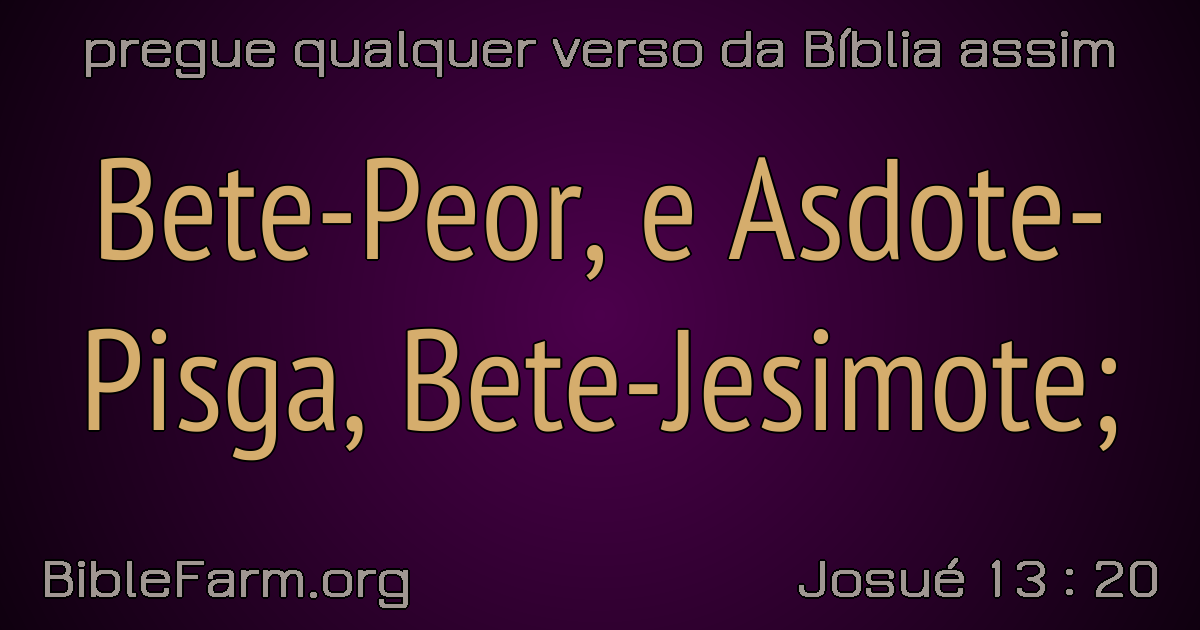 pregue qualquer verso da Bíblia assim
Bete-Peor, e Asdote-
Pisga, Bete-Jesimote;
BibleFarm.org
Josué 13 : 20